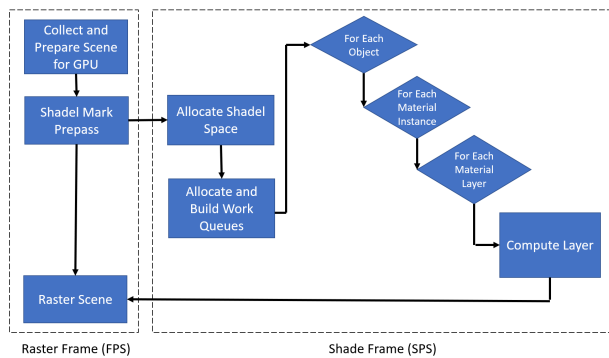 Collect and
Prepare Scene
for GPU
Shadel Mark
Prepass
Raster Scene
Allocate Shadel
Space
Allocate and
Build Work
Queues
For Each
Object
For Each
Material
Instance
For Each
Material
Layer
Compute Layer
Raster Frame (FPS)
Shade Frame (SPS)